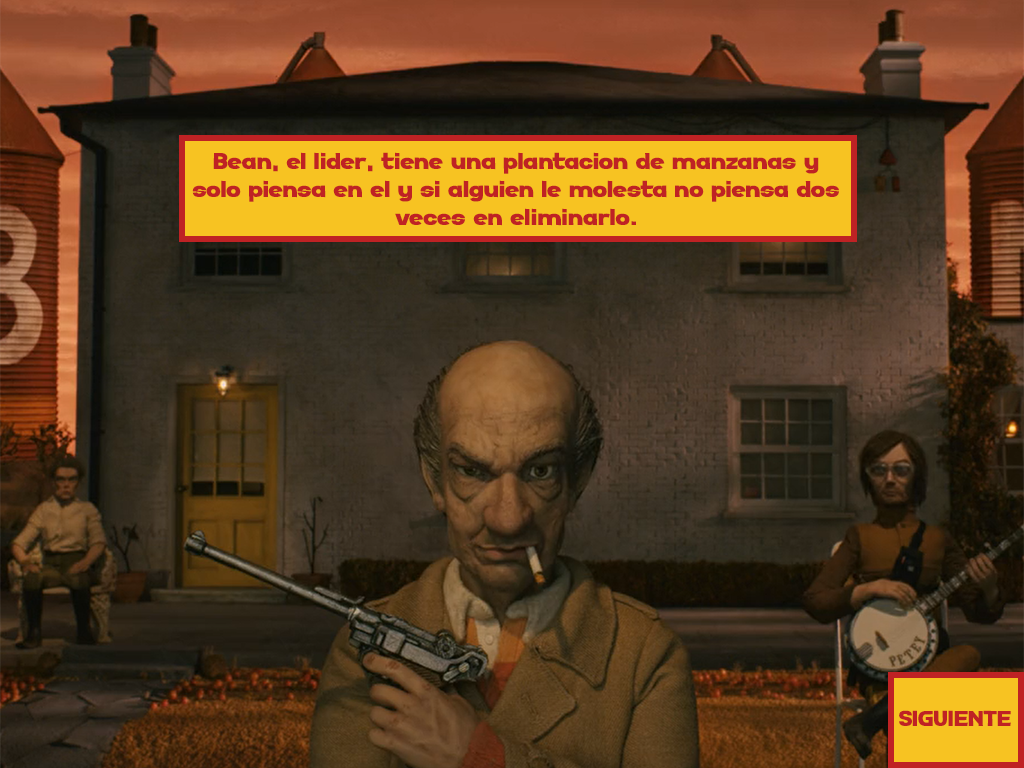 Bean, el lider, tiene una plantacion de manzanas y
solo piensa en el y si alguien le molesta no piensa dos
veces en eliminarlo.
B
PETEY
SIGUIENTE